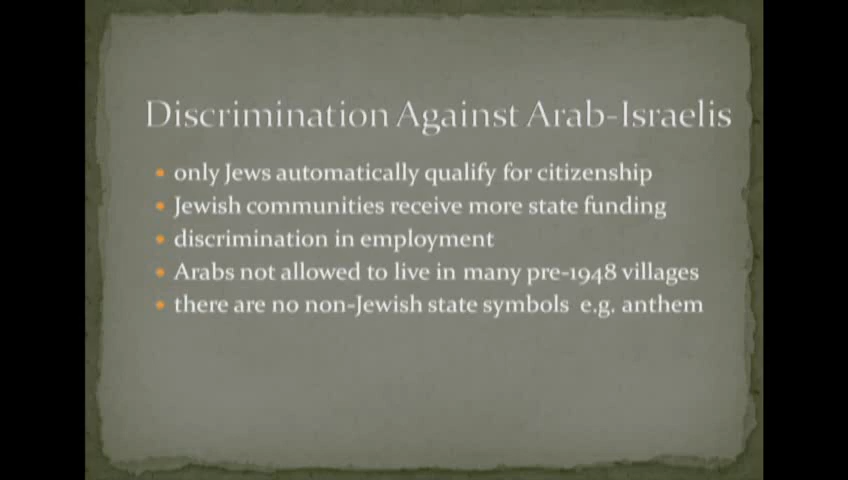 Discrimination Against Arab-Israelis
• only Jews automatically qualify for citizenship
• Jewish communities receive more state funding
• discrimination in employment
• Arabs not allowed to live in many pre-1948 villages
• there are no non-Jewish state symbols e.g. anthem